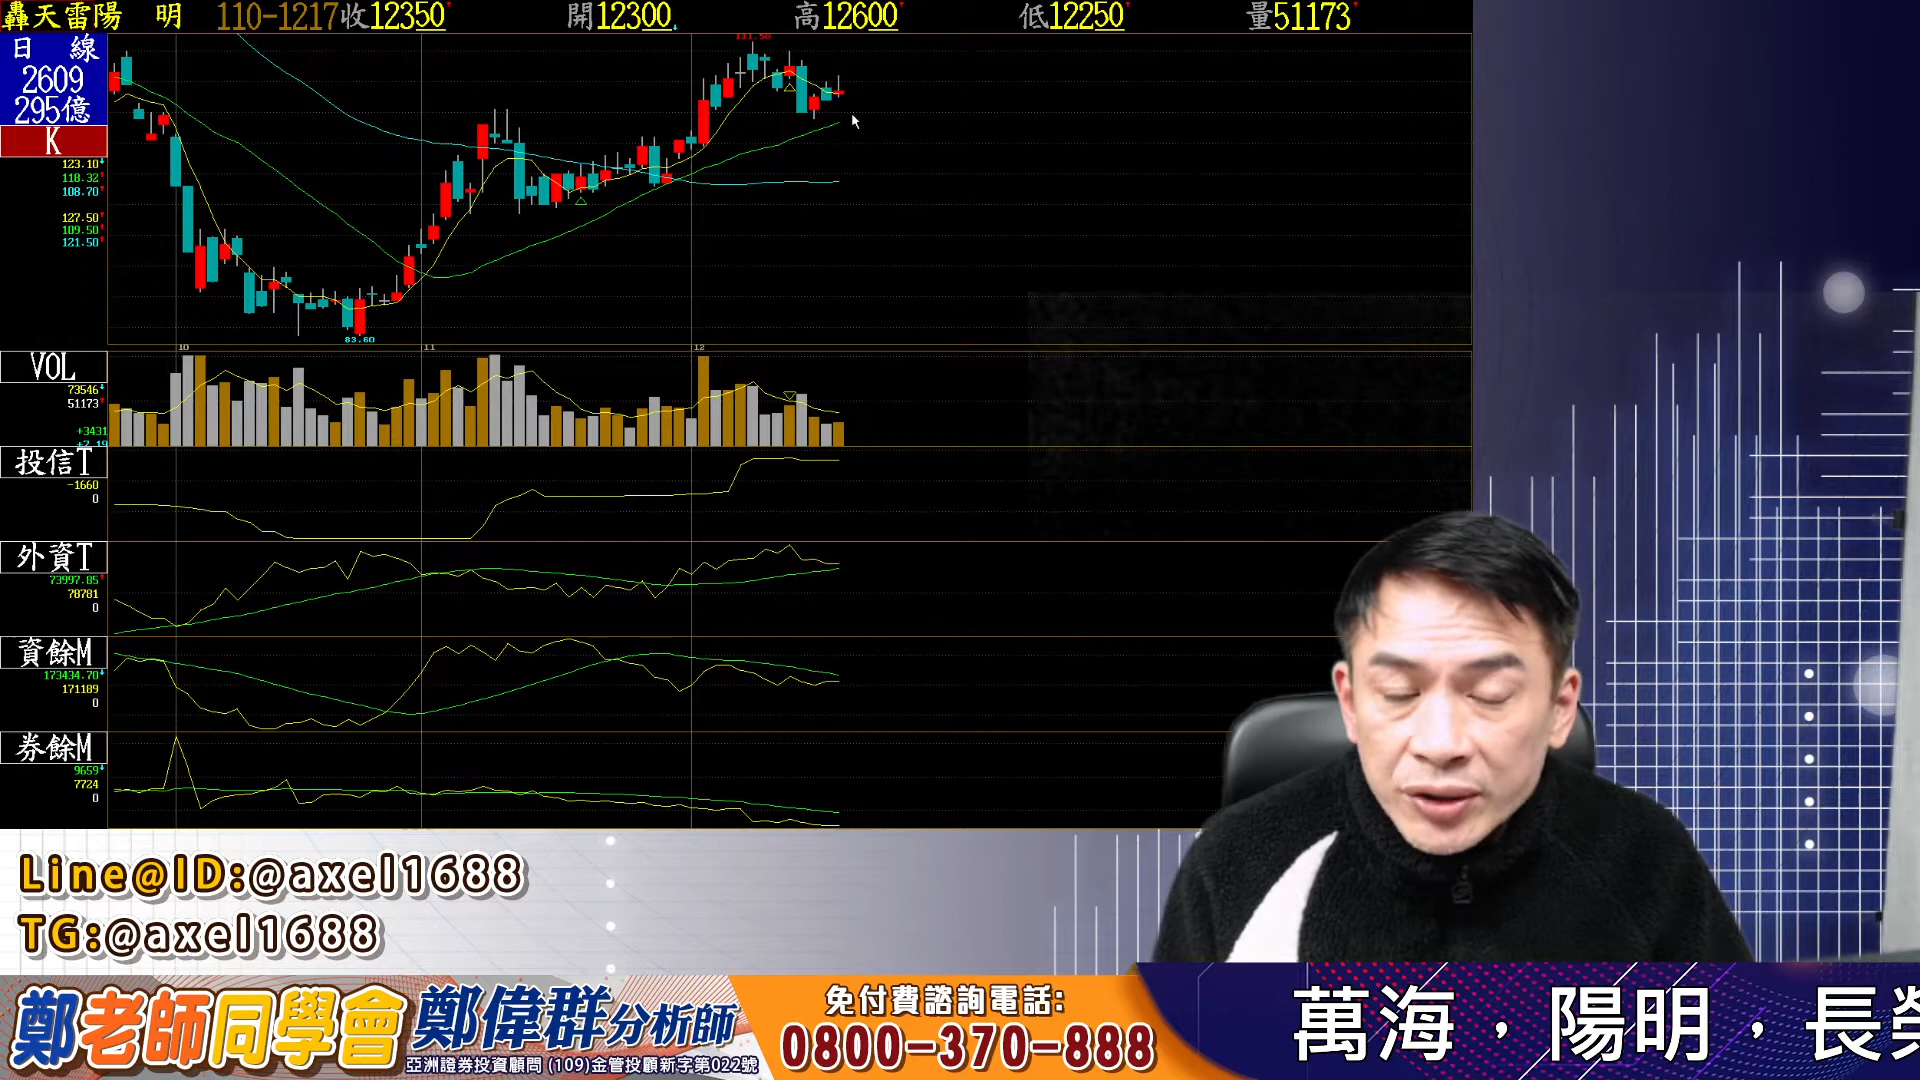 轟天雷陽 明 110-1217收12350 開12300 高12600 低12250 量51173
日 線
2609
295億
K
123.10
118.32
108.70
127.50
109.50
121.50
131.50
83.60
10 11 12
VOL
73546
51173
+3431
+2.19
投信T
-1660
0
外資T
73997.85
78781
0
資餘M
173434.70
171189
0
券餘M
9659
7724
0
Line@ID:@axel1688
TG:@axel1688
鄭老師同學會
鄭偉群分析師
亞洲證券投資顧問 (109)金管投顧新字第022號
免付費諮詢電話:
0800-370-888
萬海，陽明，長榮